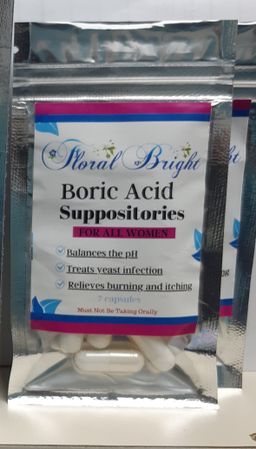 Floral Bright
Boric Acid
Suppositories
FOR ALL WOMEN
Balances the pH
Treats yeast infection
Relieves burning and itching
7 capsules
Must Not Be Taking Orally